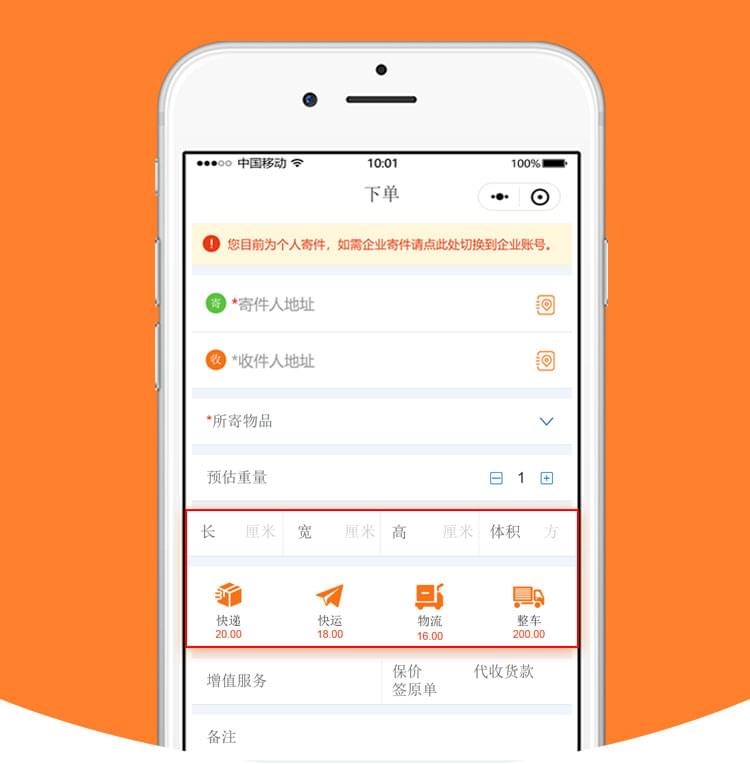 中国移动 10:01 100%
下单
! 您目前为个人寄件，如需企业寄件请点此处切换到企业账号。
寄 *寄件人地址
收 *收件人地址
*所寄物品
预估重量 1
长 厘米 宽 厘米 高 厘米 体积 方
快递 快运 物流 整车
20.00 18.00 16.00 200.00
增值服务 保价 代收货款
签原单
备注